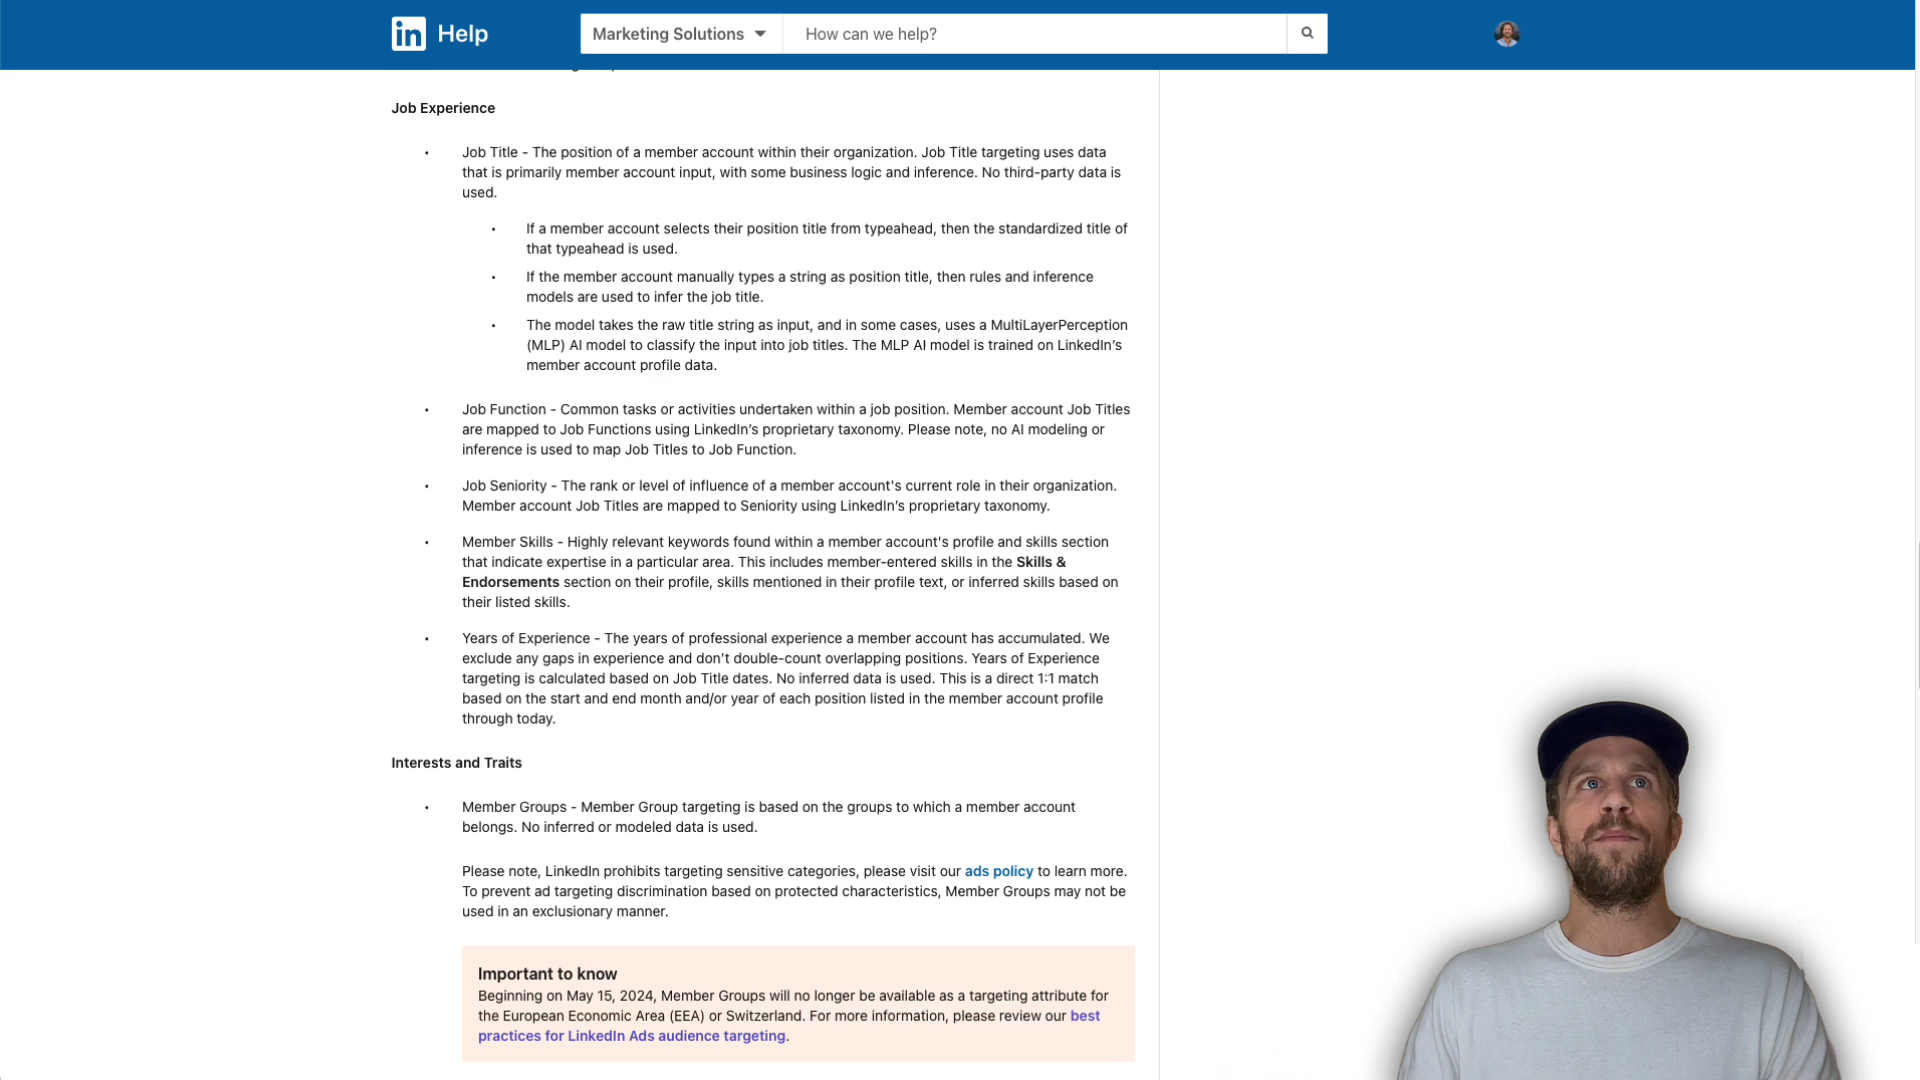 in Help
Marketing Solutions
How can we help?
Job Experience
• Job Title - The position of a member account within their organization. Job Title targeting uses data
that is primarily member account input, with some business logic and inference. No third-party data is
used.
• If a member account selects their position title from typeahead, then the standardized title of
that typeahead is used.
• If the member account manually types a string as position title, then rules and inference
models are used to infer the job title.
• The model takes the raw title string as input, and in some cases, uses a MultiLayerPerception
(MLP) AI model to classify the input into job titles. The MLP AI model is trained on LinkedIn’s
member account profile data.
• Job Function - Common tasks or activities undertaken within a job position. Member account Job Titles
are mapped to Job Functions using LinkedIn’s proprietary taxonomy. Please note, no AI modeling or
inference is used to map Job Titles to Job Function.
• Job Seniority - The rank or level of influence of a member account's current role in their organization.
Member account Job Titles are mapped to Seniority using LinkedIn’s proprietary taxonomy.
• Member Skills - Highly relevant keywords found within a member account's profile and skills section
that indicate expertise in a particular area. This includes member-entered skills in the Skills &
Endorsements section on their profile, skills mentioned in their profile text, or inferred skills based on
their listed skills.
• Years of Experience - The years of professional experience a member account has accumulated. We
exclude any gaps in experience and don’t double-count overlapping positions. Years of Experience
targeting is calculated based on Job Title dates. No inferred data is used. This is a direct 1:1 match
based on the start and end month and/or year of each position listed in the member account profile
through today.
Interests and Traits
• Member Groups - Member Group targeting is based on the groups to which a member account
belongs. No inferred or modeled data is used.
Please note, LinkedIn prohibits targeting sensitive categories, please visit our ads policy to learn more.
To prevent ad targeting discrimination based on protected characteristics, Member Groups may not be
used in an exclusionary manner.
Important to know
Beginning on May 15, 2024, Member Groups will no longer be available as a targeting attribute for
the European Economic Area (EEA) or Switzerland. For more information, please review our best
practices for LinkedIn Ads audience targeting.